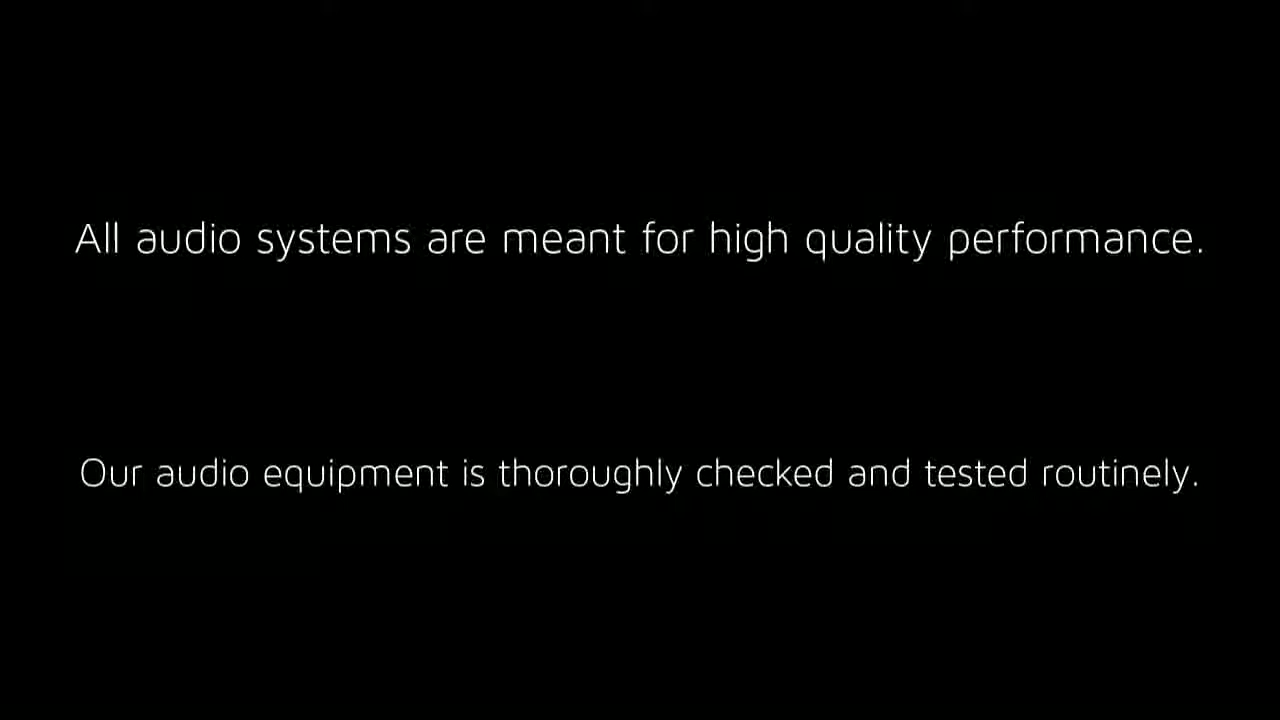 All audio systems are meant for high quality performance.
Our audio equipment is thoroughly checked and tested routinely.